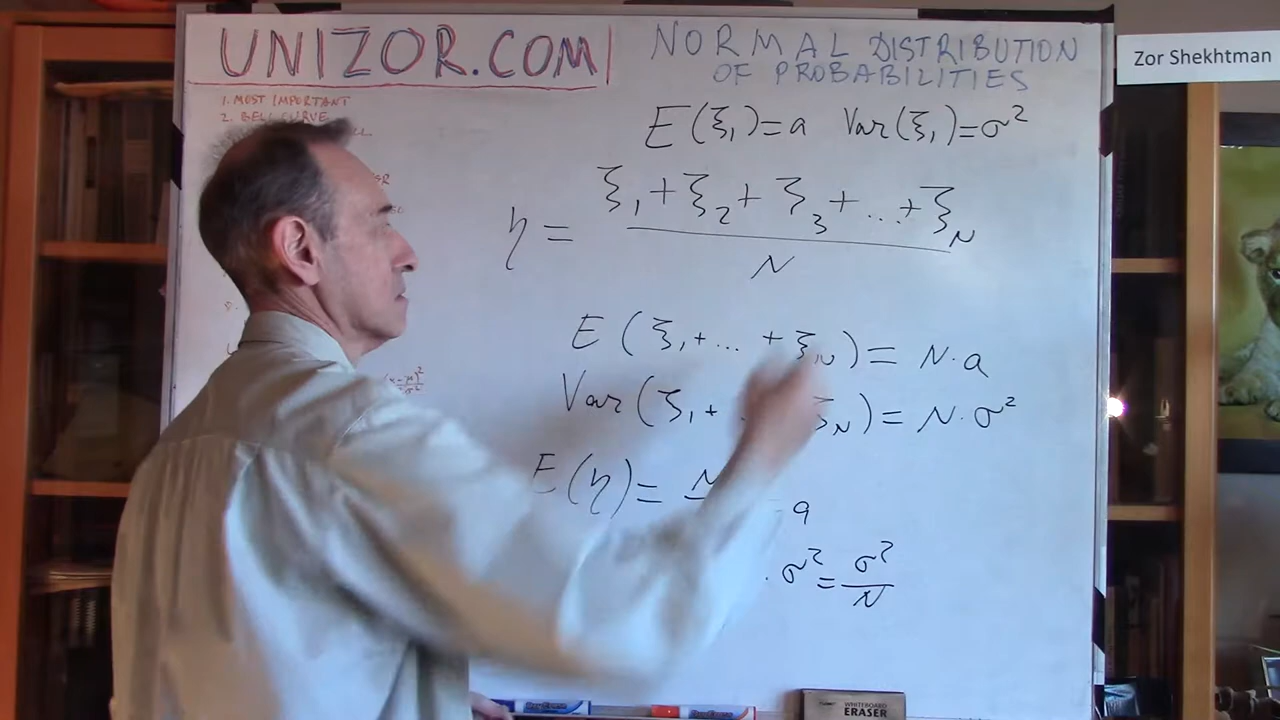 UNIZOR.COM
NORMAL DISTRIBUTION
OF PROBABILITIES
Zor Shekhtman
1. MOST IMPORTANT
2. BELL CURVE
E(ξ₁)=a Var(ξ₁)=σ²
η = (ξ₁+ξ₂+ξ₃+...+ξ_N)/N
E(ξ₁+...+ξ_N)= N·a
Var(ξ₁+ ξ_N)= N·σ²
E(η)= N a
·σ²=σ²/N
WHITEBOARD
ERASER